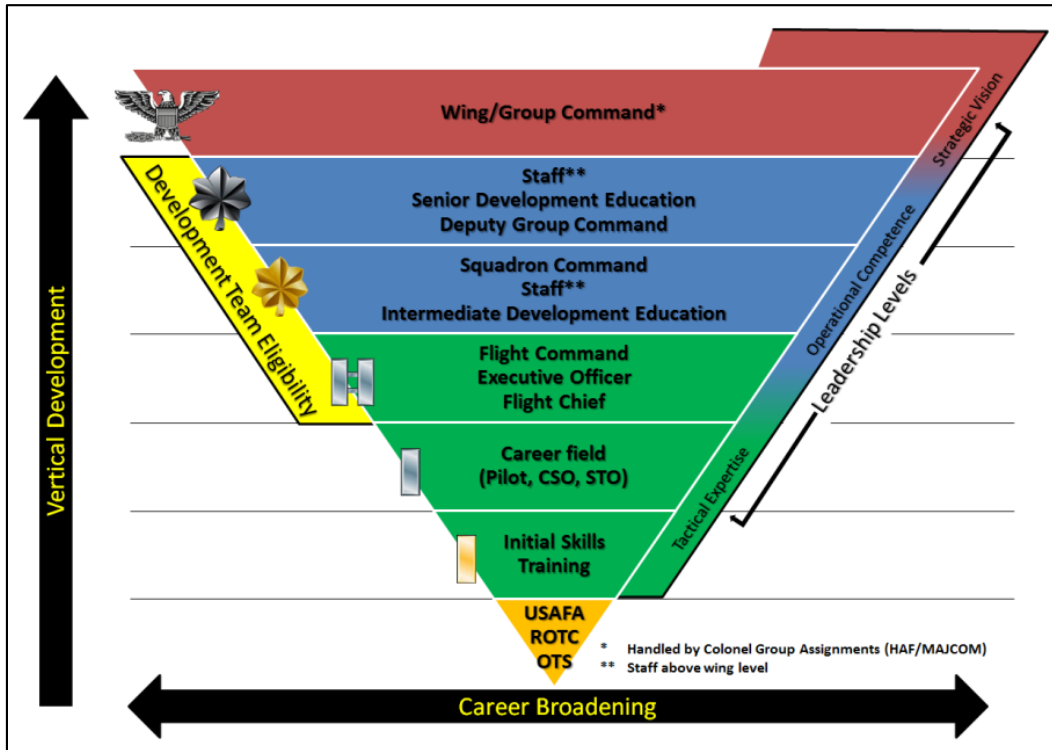 Wing/Group Command*
Staff**
Senior Development Education
Deputy Group Command
Squadron Command
Staff**
Intermediate Development Education
Flight Command
Executive Officer
Flight Chief
Career field
(Pilot, CSO, STO)
Initial Skills
Training
USAFA
ROTC
OTS
Vertical Development
Development Team Eligibility
Strategic Vision
Operational Competence
Tactical Expertise
Leadership Levels
* Handled by Colonel Group Assignments (HAF/MAJCOM)
** Staff above wing level
Career Broadening